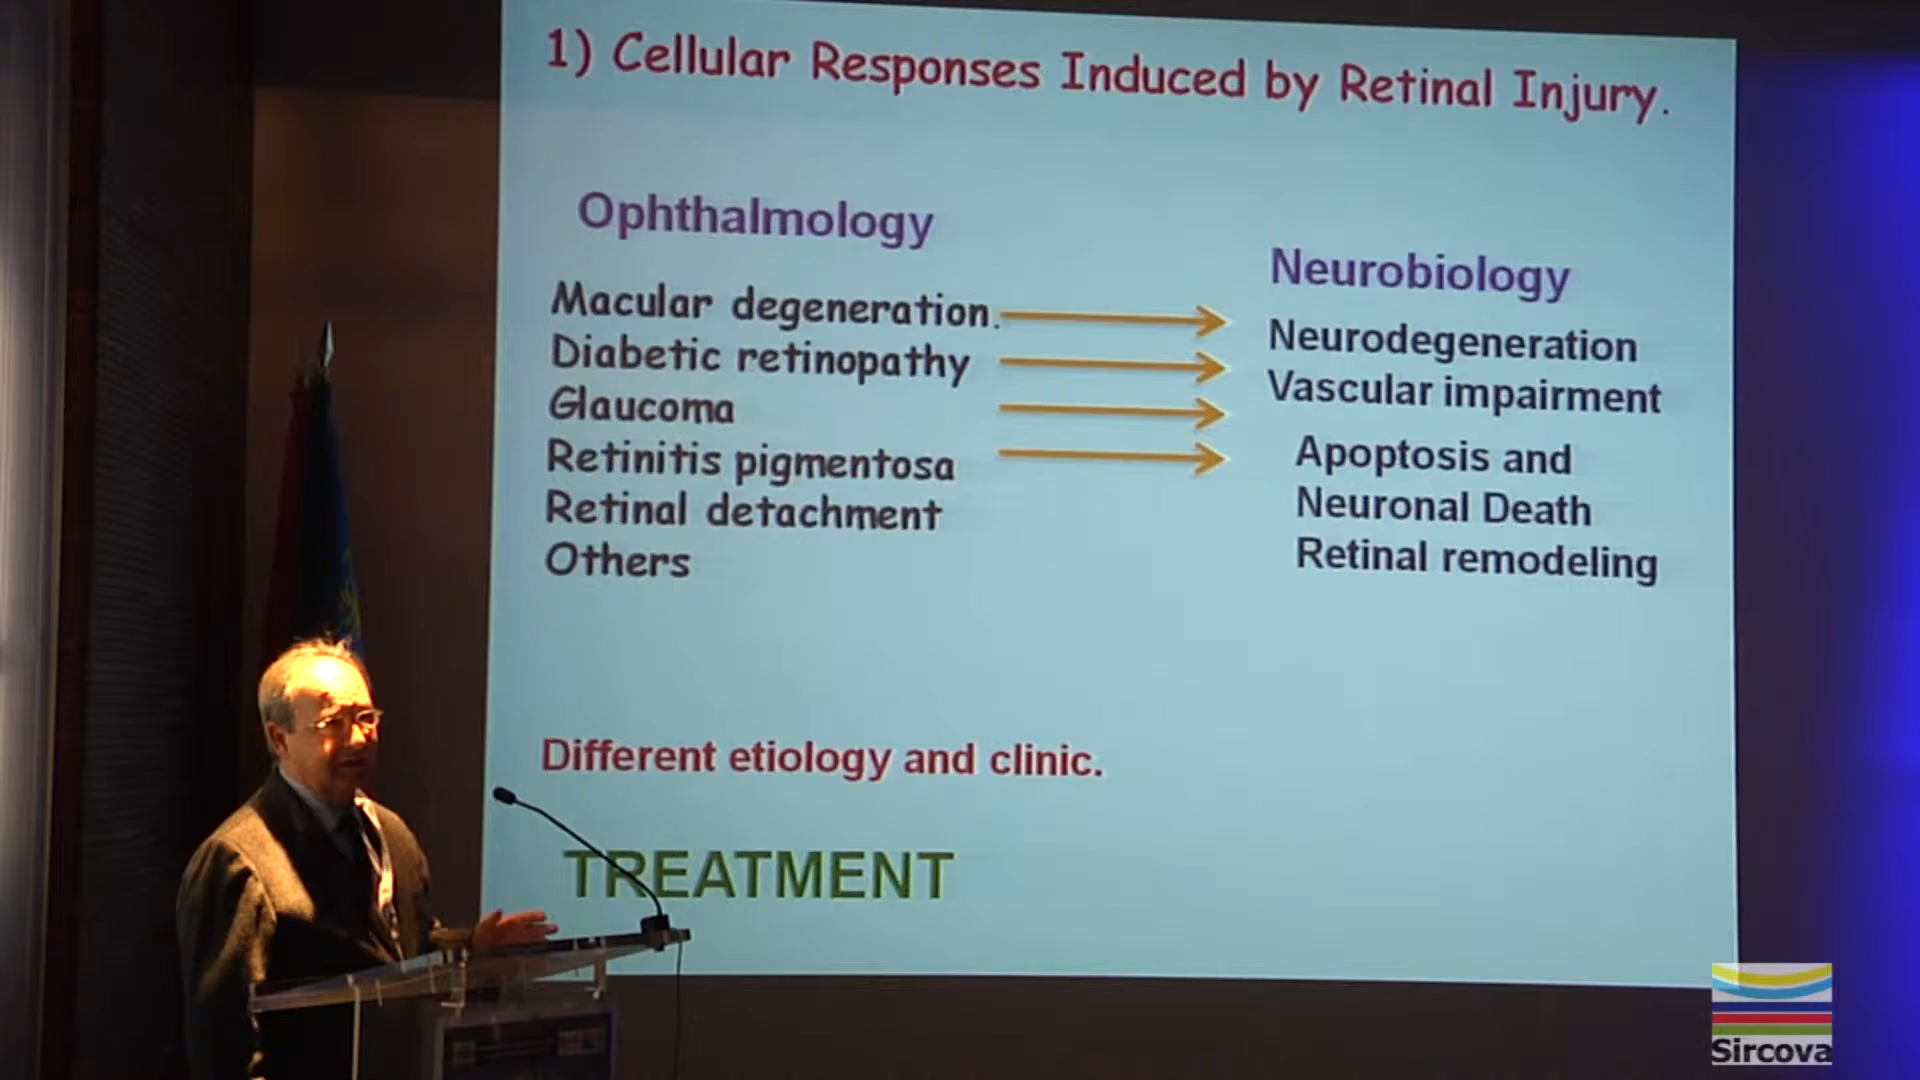 1) Cellular Responses Induced by Retinal Injury.
Ophthalmology
Macular degeneration.
Diabetic retinopathy
Glaucoma
Retinitis pigmentosa
Retinal detachment
Others
Neurobiology
Neurodegeneration
Vascular impairment
Apoptosis and
Neuronal Death
Retinal remodeling
Different etiology and clinic.
TREATMENT
Sircova